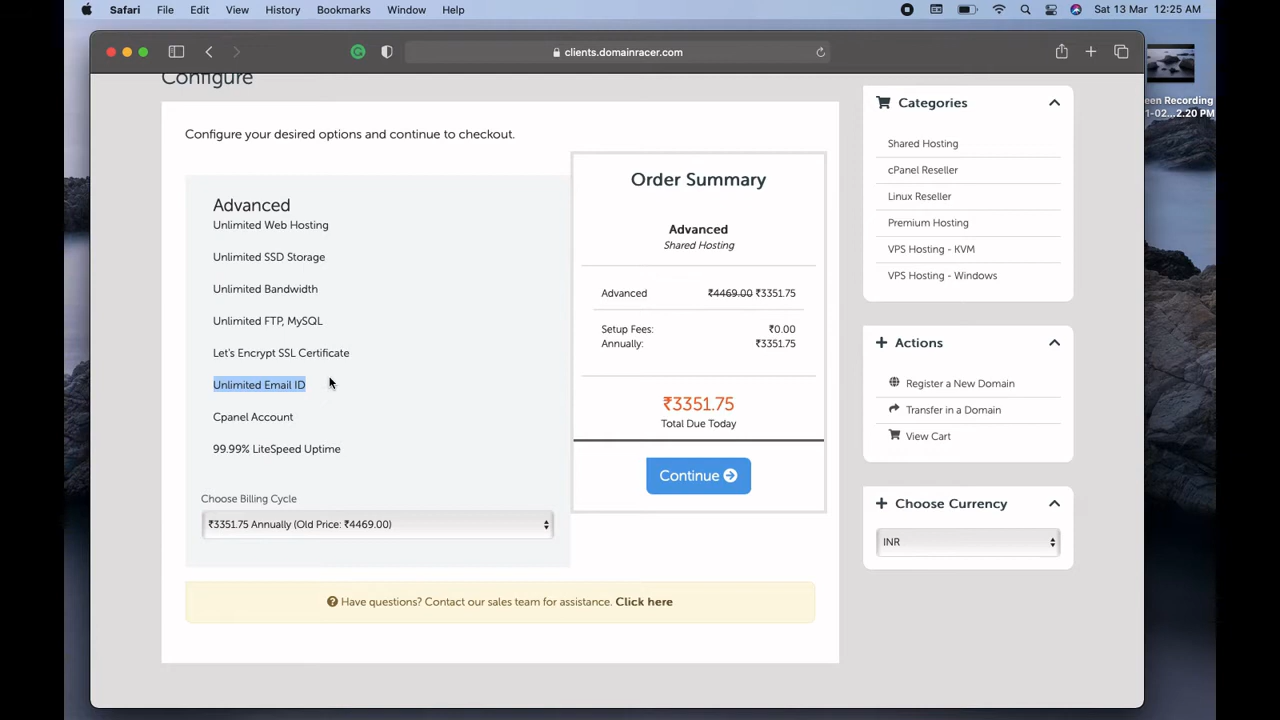 Safari File Edit View History Bookmarks Window Help Sat 13 Mar 12:25 AM
clients.domainracer.com
een Recording
1-02...2.20 PM
Configure
Configure your desired options and continue to checkout.
Advanced
Unlimited Web Hosting
Unlimited SSD Storage
Unlimited Bandwidth
Unlimited FTP, MySQL
Let's Encrypt SSL Certificate
Unlimited Email ID
Cpanel Account
99.99% LiteSpeed Uptime
Choose Billing Cycle
₹3351.75 Annually (Old Price: ₹4469.00)
Order Summary
Advanced
Shared Hosting
Advanced ₹4469.00 ₹3351.75
Setup Fees: ₹0.00
Annually: ₹3351.75
₹3351.75
Total Due Today
Continue
Have questions? Contact our sales team for assistance. Click here
Categories
Shared Hosting
cPanel Reseller
Linux Reseller
Premium Hosting
VPS Hosting - KVM
VPS Hosting - Windows
Actions
Register a New Domain
Transfer in a Domain
View Cart
Choose Currency
INR